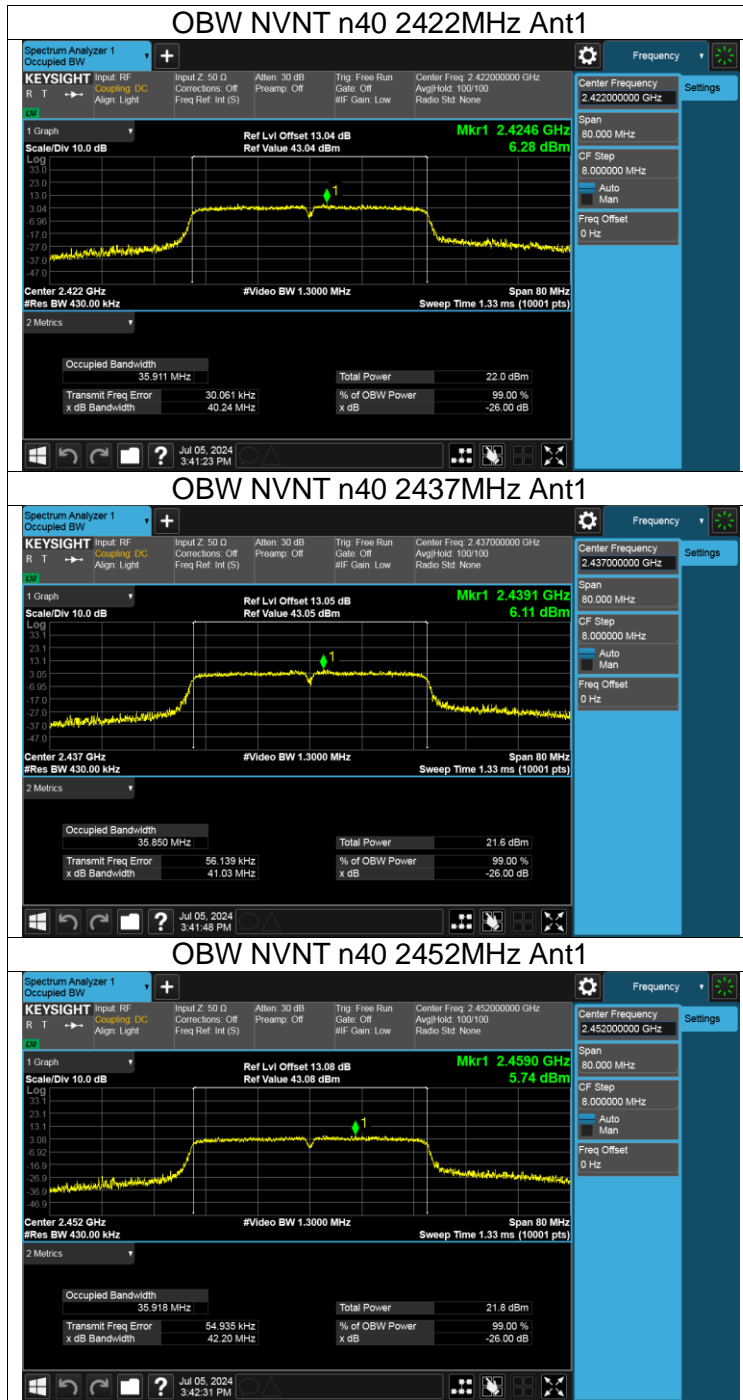 OBW NVNT n40 2422MHz Ant1
Spectrum Analyzer 1
Occupied BW
Frequency
KEYSIGHT Input: RF Input Z: 50 Ω Atten: 30 dB Trig: Free Run Center Freq: 2.422000000 GHz
R T Coupling: DC Corrections: Off Preamp: Off Gate: Off Avg|Hold: 100/100
Align: Light Freq Ref: Int (S) #IF Gain: Low Radio Std: None
LXI
Center Frequency
2.422000000 GHz
Settings
Span
80.000 MHz
CF Step
8.000000 MHz
Auto
Man
Freq Offset
0 Hz
1 Graph
Ref Lvl Offset 13.04 dB Mkr1 2.4246 GHz
Scale/Div 10.0 dB Ref Value 43.04 dBm 6.28 dBm
Log
33.0
23.0
13.0
3.04
-6.96
-17.0
-27.0
-37.0
-47.0
1
Center 2.422 GHz #Video BW 1.3000 MHz Span 80 MHz
#Res BW 430.00 kHz Sweep Time 1.33 ms (10001 pts)
2 Metrics
Occupied Bandwidth
35.911 MHz Total Power 22.0 dBm
Transmit Freq Error 30.061 kHz % of OBW Power 99.00 %
x dB Bandwidth 40.24 MHz x dB -26.00 dB
Jul 05, 2024
3:41:23 PM
OBW NVNT n40 2437MHz Ant1
Spectrum Analyzer 1
Occupied BW
Frequency
KEYSIGHT Input: RF Input Z: 50 Ω Atten: 30 dB Trig: Free Run Center Freq: 2.437000000 GHz
R T Coupling: DC Corrections: Off Preamp: Off Gate: Off Avg|Hold: 100/100
Align: Light Freq Ref: Int (S) #IF Gain: Low Radio Std: None
LXI
Center Frequency
2.437000000 GHz
Settings
Span
80.000 MHz
CF Step
8.000000 MHz
Auto
Man
Freq Offset
0 Hz
1 Graph
Ref Lvl Offset 13.05 dB Mkr1 2.4391 GHz
Scale/Div 10.0 dB Ref Value 43.05 dBm 6.11 dBm
Log
33.1
23.1
13.1
3.05
-6.95
-17.0
-27.0
-37.0
-47.0
1
Center 2.437 GHz #Video BW 1.3000 MHz Span 80 MHz
#Res BW 430.00 kHz Sweep Time 1.33 ms (10001 pts)
2 Metrics
Occupied Bandwidth
35.850 MHz Total Power 21.6 dBm
Transmit Freq Error 56.139 kHz % of OBW Power 99.00 %
x dB Bandwidth 41.03 MHz x dB -26.00 dB
Jul 05, 2024
3:41:48 PM
OBW NVNT n40 2452MHz Ant1
Spectrum Analyzer 1
Occupied BW
Frequency
KEYSIGHT Input: RF Input Z: 50 Ω Atten: 30 dB Trig: Free Run Center Freq: 2.452000000 GHz
R T Coupling: DC Corrections: Off Preamp: Off Gate: Off Avg|Hold: 100/100
Align: Light Freq Ref: Int (S) #IF Gain: Low Radio Std: None
LXI
Center Frequency
2.452000000 GHz
Settings
Span
80.000 MHz
CF Step
8.000000 MHz
Auto
Man
Freq Offset
0 Hz
1 Graph
Ref Lvl Offset 13.08 dB Mkr1 2.4590 GHz
Scale/Div 10.0 dB Ref Value 43.08 dBm 5.74 dBm
Log
33.1
23.1
13.1
3.08
-6.92
-16.9
-26.9
-36.9
-46.9
1
Center 2.452 GHz #Video BW 1.3000 MHz Span 80 MHz
#Res BW 430.00 kHz Sweep Time 1.33 ms (10001 pts)
2 Metrics
Occupied Bandwidth
35.918 MHz Total Power 21.8 dBm
Transmit Freq Error 54.935 kHz % of OBW Power 99.00 %
x dB Bandwidth 42.20 MHz x dB -26.00 dB
Jul 05, 2024
3:42:31 PM